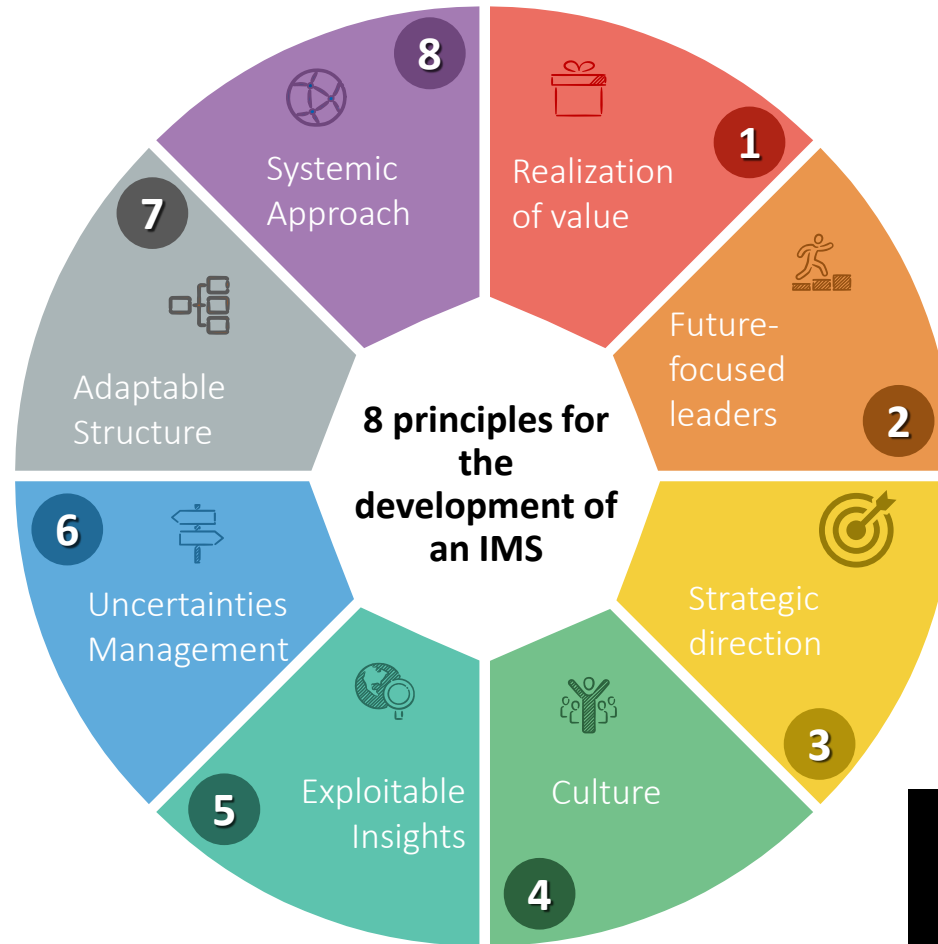 8 principles for
the
development of
an IMS
1
Realization
of value
2
Future-
focused
leaders
3
Strategic
direction
4
Culture
5
Exploitable
Insights
6
Uncertainties
Management
7
Adaptable
Structure
8
Systemic
Approach